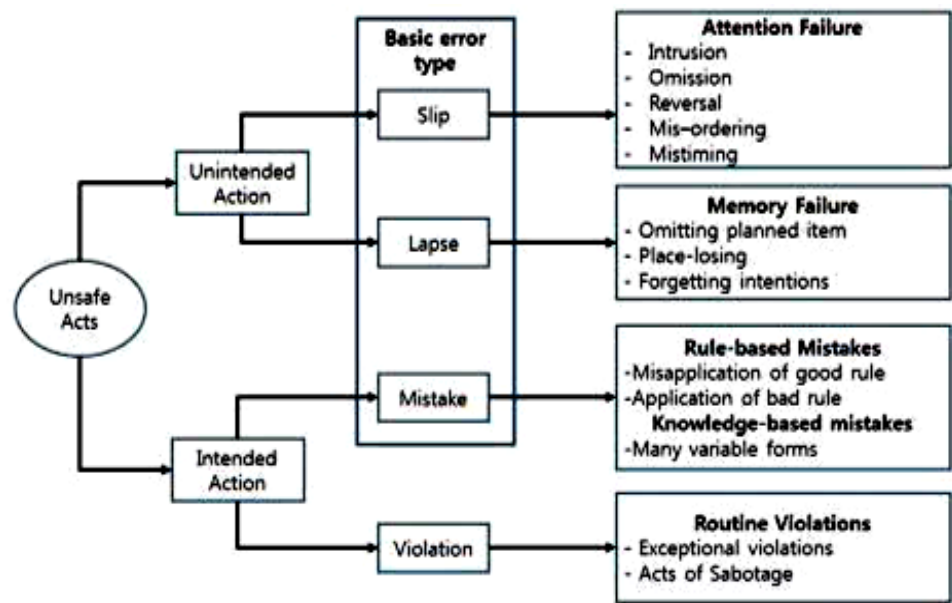 Unsafe
Acts
Unintended
Action
Intended
Action
Basic error
type
Slip
Lapse
Mistake
Violation
Attention Failure
- Intrusion
- Omission
- Reversal
- Mis-ordering
- Mistiming
Memory Failure
- Omitting planned item
- Place-losing
- Forgetting intentions
Rule-based Mistakes
-Misapplication of good rule
-Application of bad rule
Knowledge-based mistakes
-Many variable forms
Routine Violations
- Exceptional violations
- Acts of Sabotage